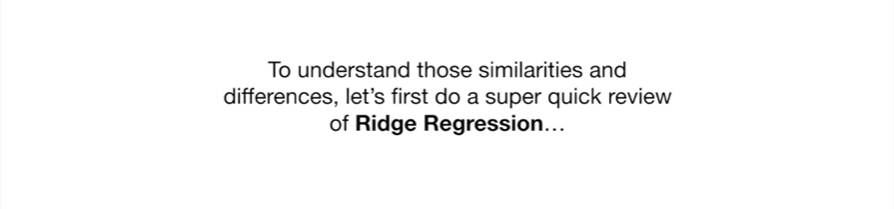 To understand those similarities and
differences, let’s first do a super quick review
of Ridge Regression…